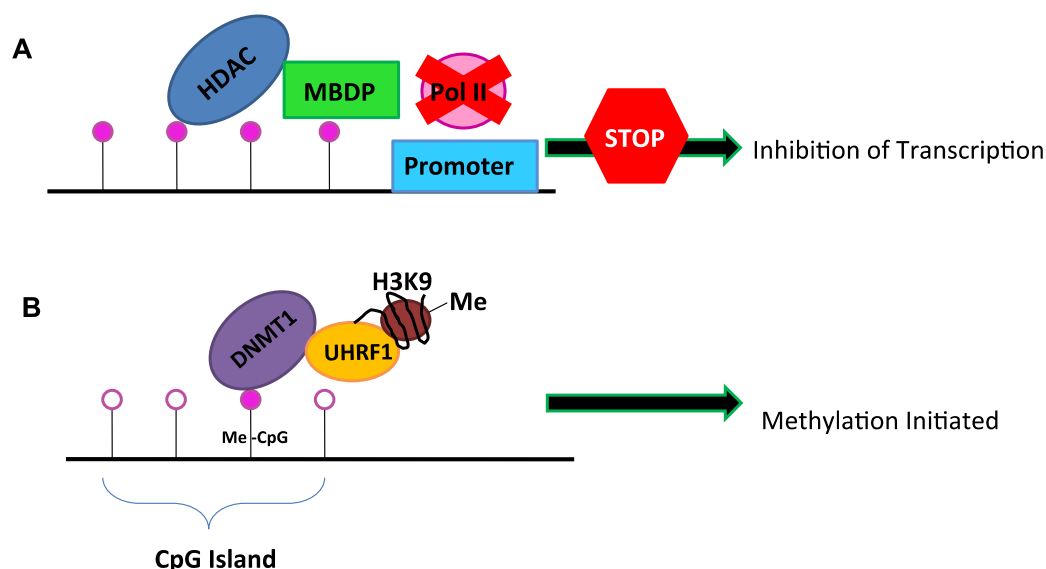 A
HDAC
MBDP
Pol II
Promoter
STOP
Inhibition of Transcription
B
H3K9
Me
DNMT1
UHRF1
Me -CpG
Methylation Initiated
CpG Island